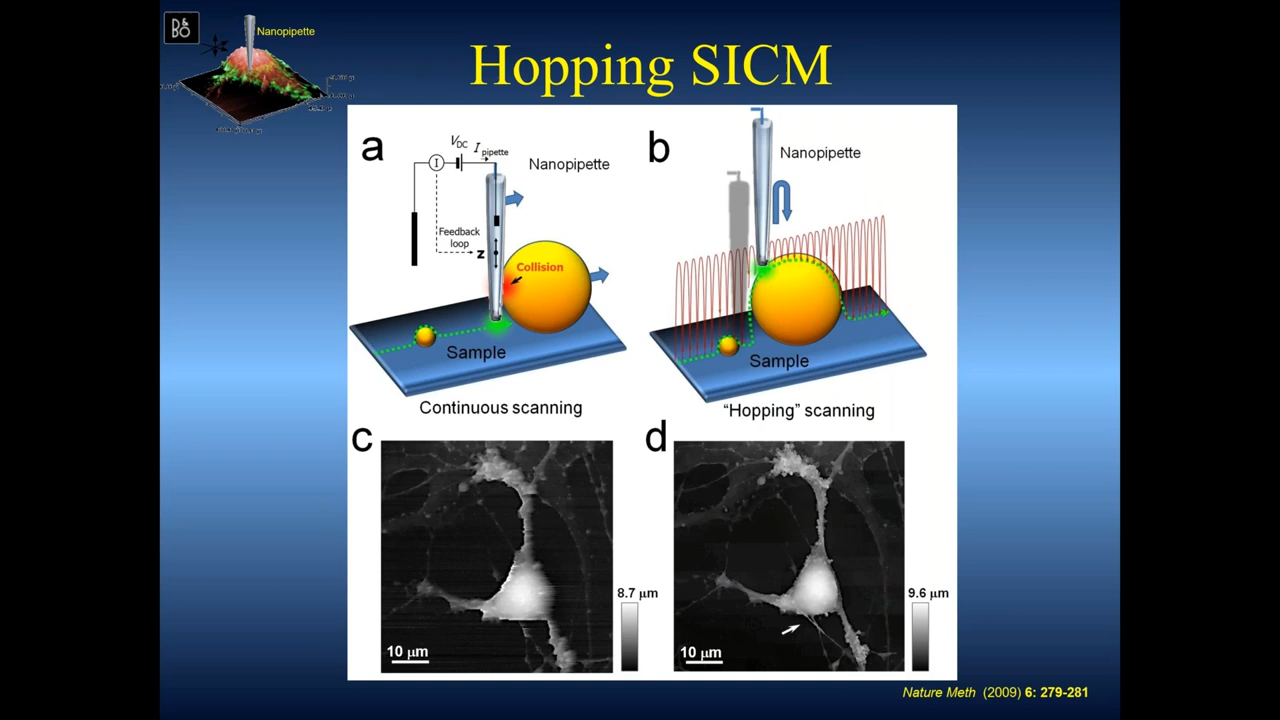 B&O
Nanopipette
Hopping SICM
a
V_DC
I pipette
I
Nanopipette
Feedback
loop
z
Collision
Sample
Continuous scanning
b
Nanopipette
Sample
“Hopping” scanning
c
10 μm
8.7 μm
d
10 μm
9.6 μm
Nature Meth (2009) 6: 279-281